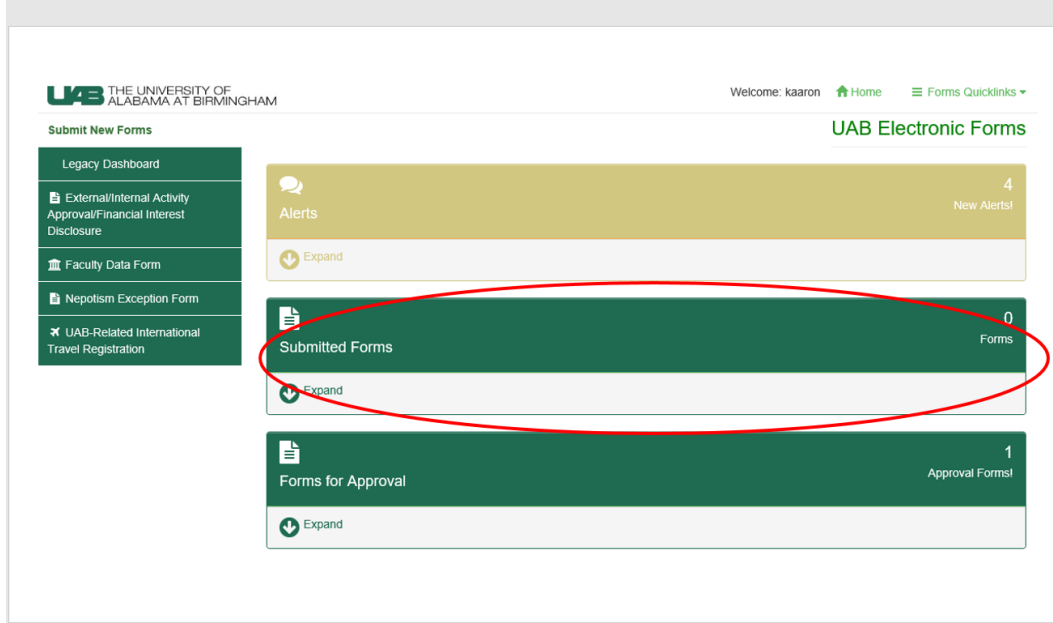 UAB THE UNIVERSITY OF
ALABAMA AT BIRMINGHAM
Welcome: kaaron Home Forms Quicklinks
Submit New Forms
UAB Electronic Forms
Legacy Dashboard
External/Internal Activity
Approval/Financial Interest
Disclosure
Faculty Data Form
Nepotism Exception Form
UAB-Related International
Travel Registration
4
Alerts
New Alerts!
Expand
0
Submitted Forms
Forms
Expand
1
Forms for Approval
Approval Forms!
Expand